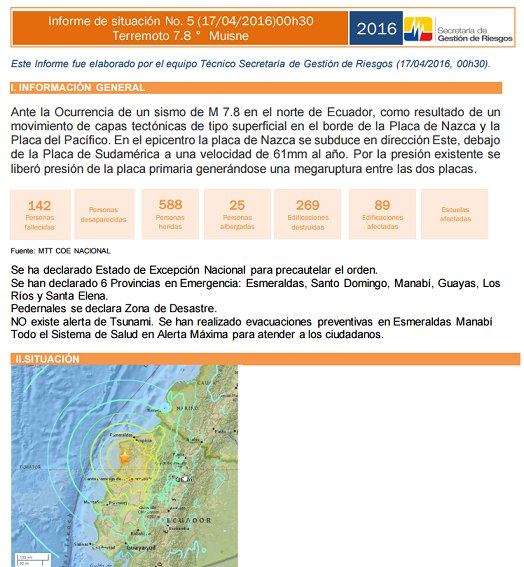 Informe de situación No. 5 (17/04/2016)00h30
Terremoto 7.8 ° Muisne
2016
Secretaría de
Gestión de Riesgos
Este Informe fue elaborado por el equipo Técnico Secretaria de Gestión de Riesgos (17/04/2016, 00h30).
I. INFORMACIÓN GENERAL
Ante la Ocurrencia de un sismo de M 7.8 en el norte de Ecuador, como resultado de un
movimiento de capas tectónicas de tipo superficial en el borde de la Placa de Nazca y la
Placa del Pacífico. En el epicentro la placa de Nazca se subduce en dirección Este, debajo
de la Placa de Sudamérica a una velocidad de 61mm al año. Por la presión existente se
liberó presión de la placa primaria generándose una megaruptura entre las dos placas.
142
Personas
fallecidas
Personas
desaparecidas
588
Personas
heridas
25
Personas
albergadas
269
Edificaciones
destruidas
89
Edificaciones
afectadas
Escuelas
afectadas
Fuente: MTT COE NACIONAL
Se ha declarado Estado de Excepción Nacional para precautelar el orden.
Se han declarado 6 Provincias en Emergencia: Esmeraldas, Santo Domingo, Manabí, Guayas, Los
Ríos y Santa Elena.
Pedernales se declara Zona de Desastre.
NO existe alerta de Tsunami. Se han realizado evacuaciones preventivas en Esmeraldas Manabí
Todo el Sistema de Salud en Alerta Máxima para atender a los ciudadanos.
II.SITUACIÓN
CAUCA
NARIÑO
Esmeraldas
ECUADOR
Guayaquil